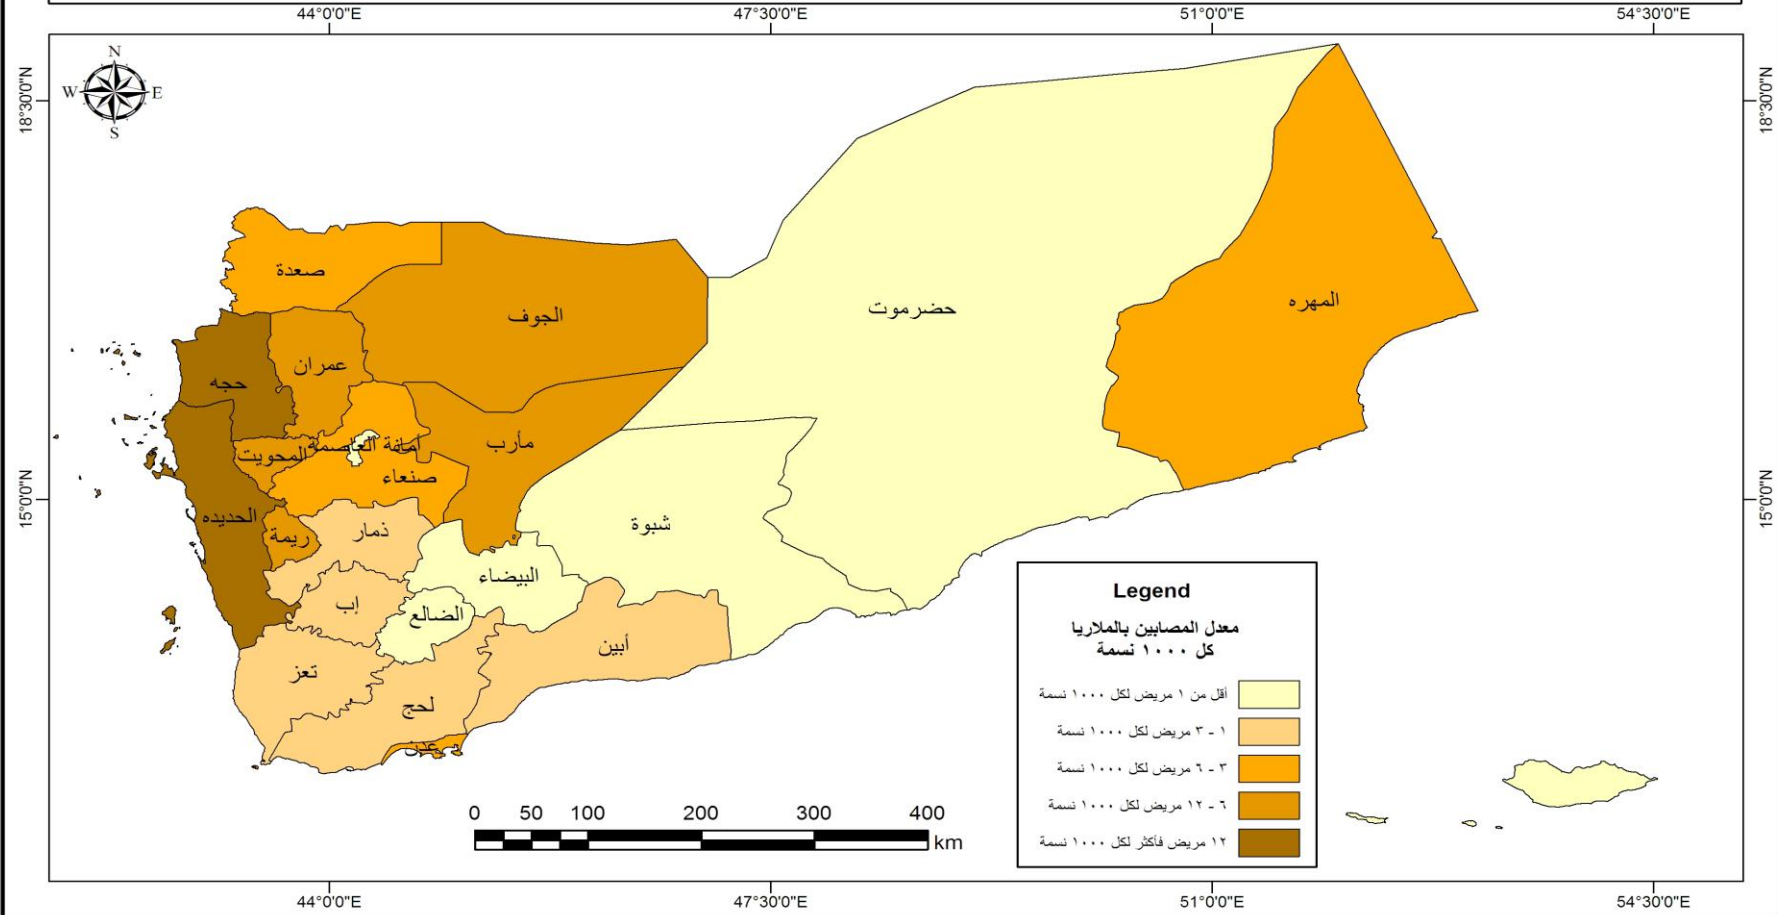 44°0'0"E
47°30'0"E
51°0'0"E
54°30'0"E
N
W
E
S
18°30'0"N
18°30'0"N
صعدة
الجوف
حضرموت
المهره
عمران
حجه
مأرب
أمانة العاصمة
المحويت
صنعاء
15°0'0"N
15°0'0"N
الحديده
ريمة
ذمار
شبوة
البيضاء
إب
الضالع
أبين
تعز
لحج
عدن
Legend
معدل المصابين بالملاريا
كل ١٠٠٠ نسمة
أقل من ١ مريض لكل ١٠٠٠ نسمة
١ - ٣ مريض لكل ١٠٠٠ نسمة
٣ - ٦ مريض لكل ١٠٠٠ نسمة
٦ - ١٢ مريض لكل ١٠٠٠ نسمة
١٢ مريض فأكثر لكل ١٠٠٠ نسمة
0 50 100 200 300 400
km
44°0'0"E
47°30'0"E
51°0'0"E
54°30'0"E